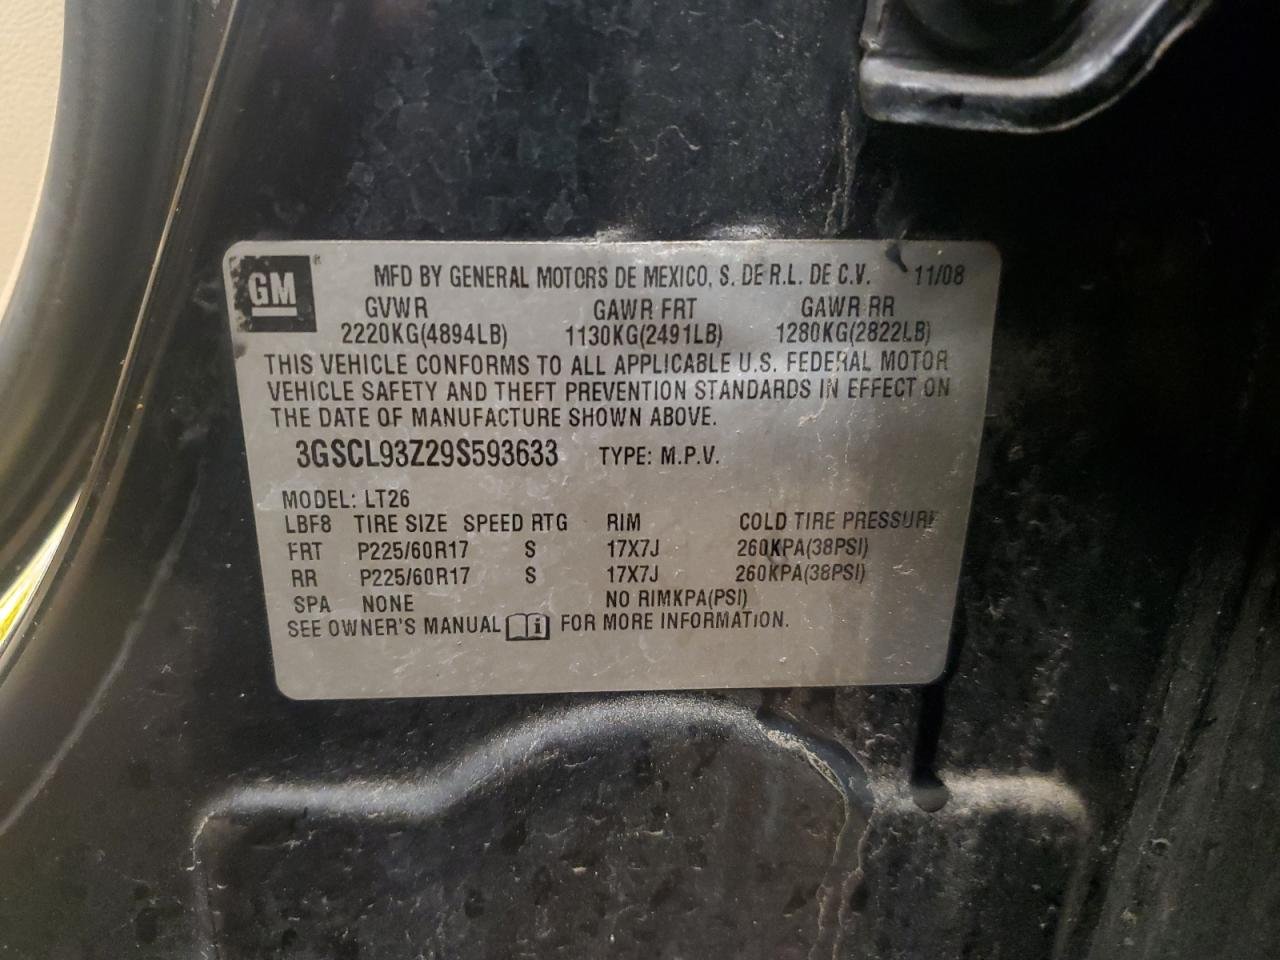 GM ® MFD BY GENERAL MOTORS DE MEXICO, S. DE R.L. DE C.V. 11/08
GVWR GAWR FRT GAWR RR
2220KG(4894LB) 1130KG(2491LB) 1280KG(2822LB)
THIS VEHICLE CONFORMS TO ALL APPLICABLE U.S. FEDERAL MOTOR
VEHICLE SAFETY AND THEFT PREVENTION STANDARDS IN EFFECT ON
THE DATE OF MANUFACTURE SHOWN ABOVE.
3GSCL93Z29S593633 TYPE: M.P.V.
MODEL: LT26
LBF8 TIRE SIZE SPEED RTG RIM COLD TIRE PRESSURE
FRT P225/60R17 S 17X7J 260KPA(38PSI)
RR P225/60R17 S 17X7J 260KPA(38PSI)
SPA NONE NO RIMKPA(PSI)
SEE OWNER'S MANUAL i FOR MORE INFORMATION.